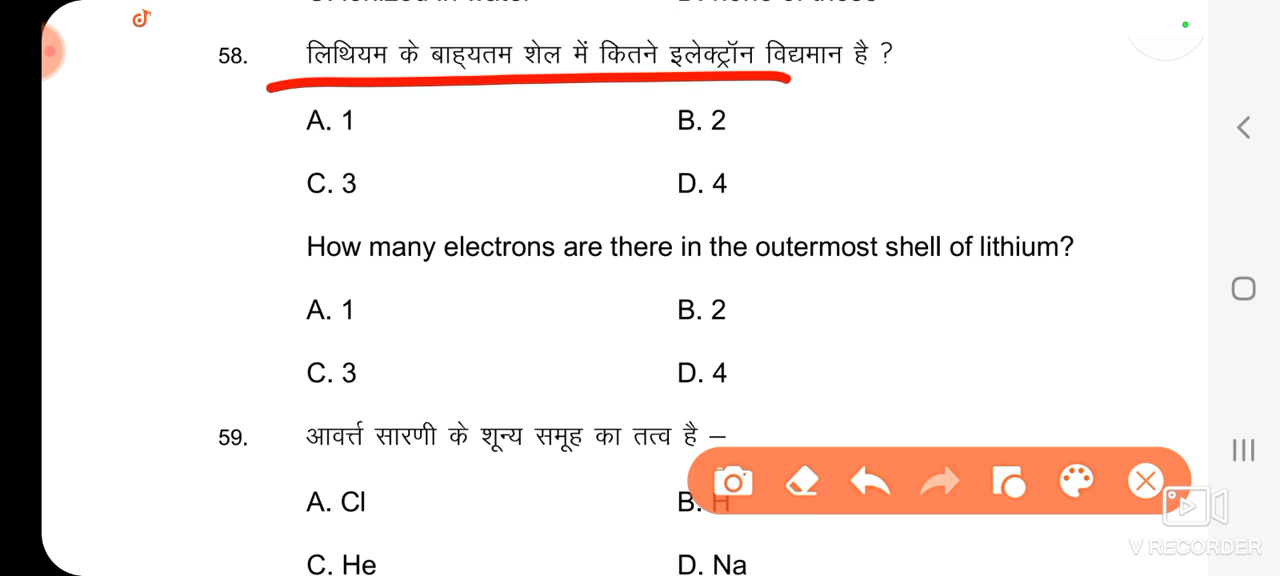 58. लिथियम के बाह्यतम शेल में कितने इलेक्ट्रॉन विद्यमान है ?
A. 1 B. 2
C. 3 D. 4
How many electrons are there in the outermost shell of lithium?
A. 1 B. 2
C. 3 D. 4
59. आवर्त्त सारणी के शून्य समूह का तत्व है –
A. Cl B. H
C. He D. Na
V RECORDER